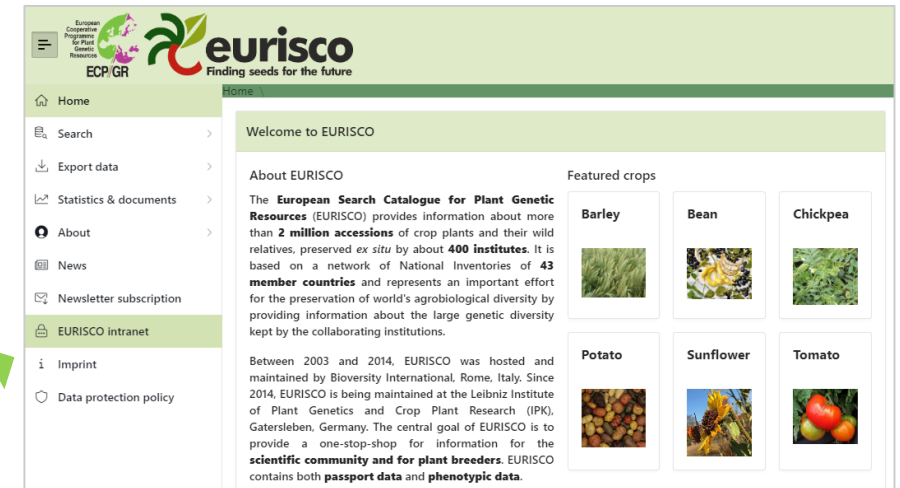 European
Cooperative
Programme
for Plant
Genetic
Resources
ECP/GR
eurisco
Finding seeds for the future
Home \
Home
Search
Export data
Statistics & documents
About
News
Newsletter subscription
EURISCO intranet
Imprint
Data protection policy
Welcome to EURISCO
About EURISCO
The European Search Catalogue for Plant Genetic
Resources (EURISCO) provides information about more
than 2 million accessions of crop plants and their wild
relatives, preserved ex situ by about 400 institutes. It is
based on a network of National Inventories of 43
member countries and represents an important effort
for the preservation of world's agrobiological diversity by
providing information about the large genetic diversity
kept by the collaborating institutions.
Between 2003 and 2014, EURISCO was hosted and
maintained by Bioversity International, Rome, Italy. Since
2014, EURISCO is being maintained at the Leibniz Institute
of Plant Genetics and Crop Plant Research (IPK),
Gatersleben, Germany. The central goal of EURISCO is to
provide a one-stop-shop for information for the
scientific community and for plant breeders. EURISCO
contains both passport data and phenotypic data.
Featured crops
Barley
Bean
Chickpea
Potato
Sunflower
Tomato